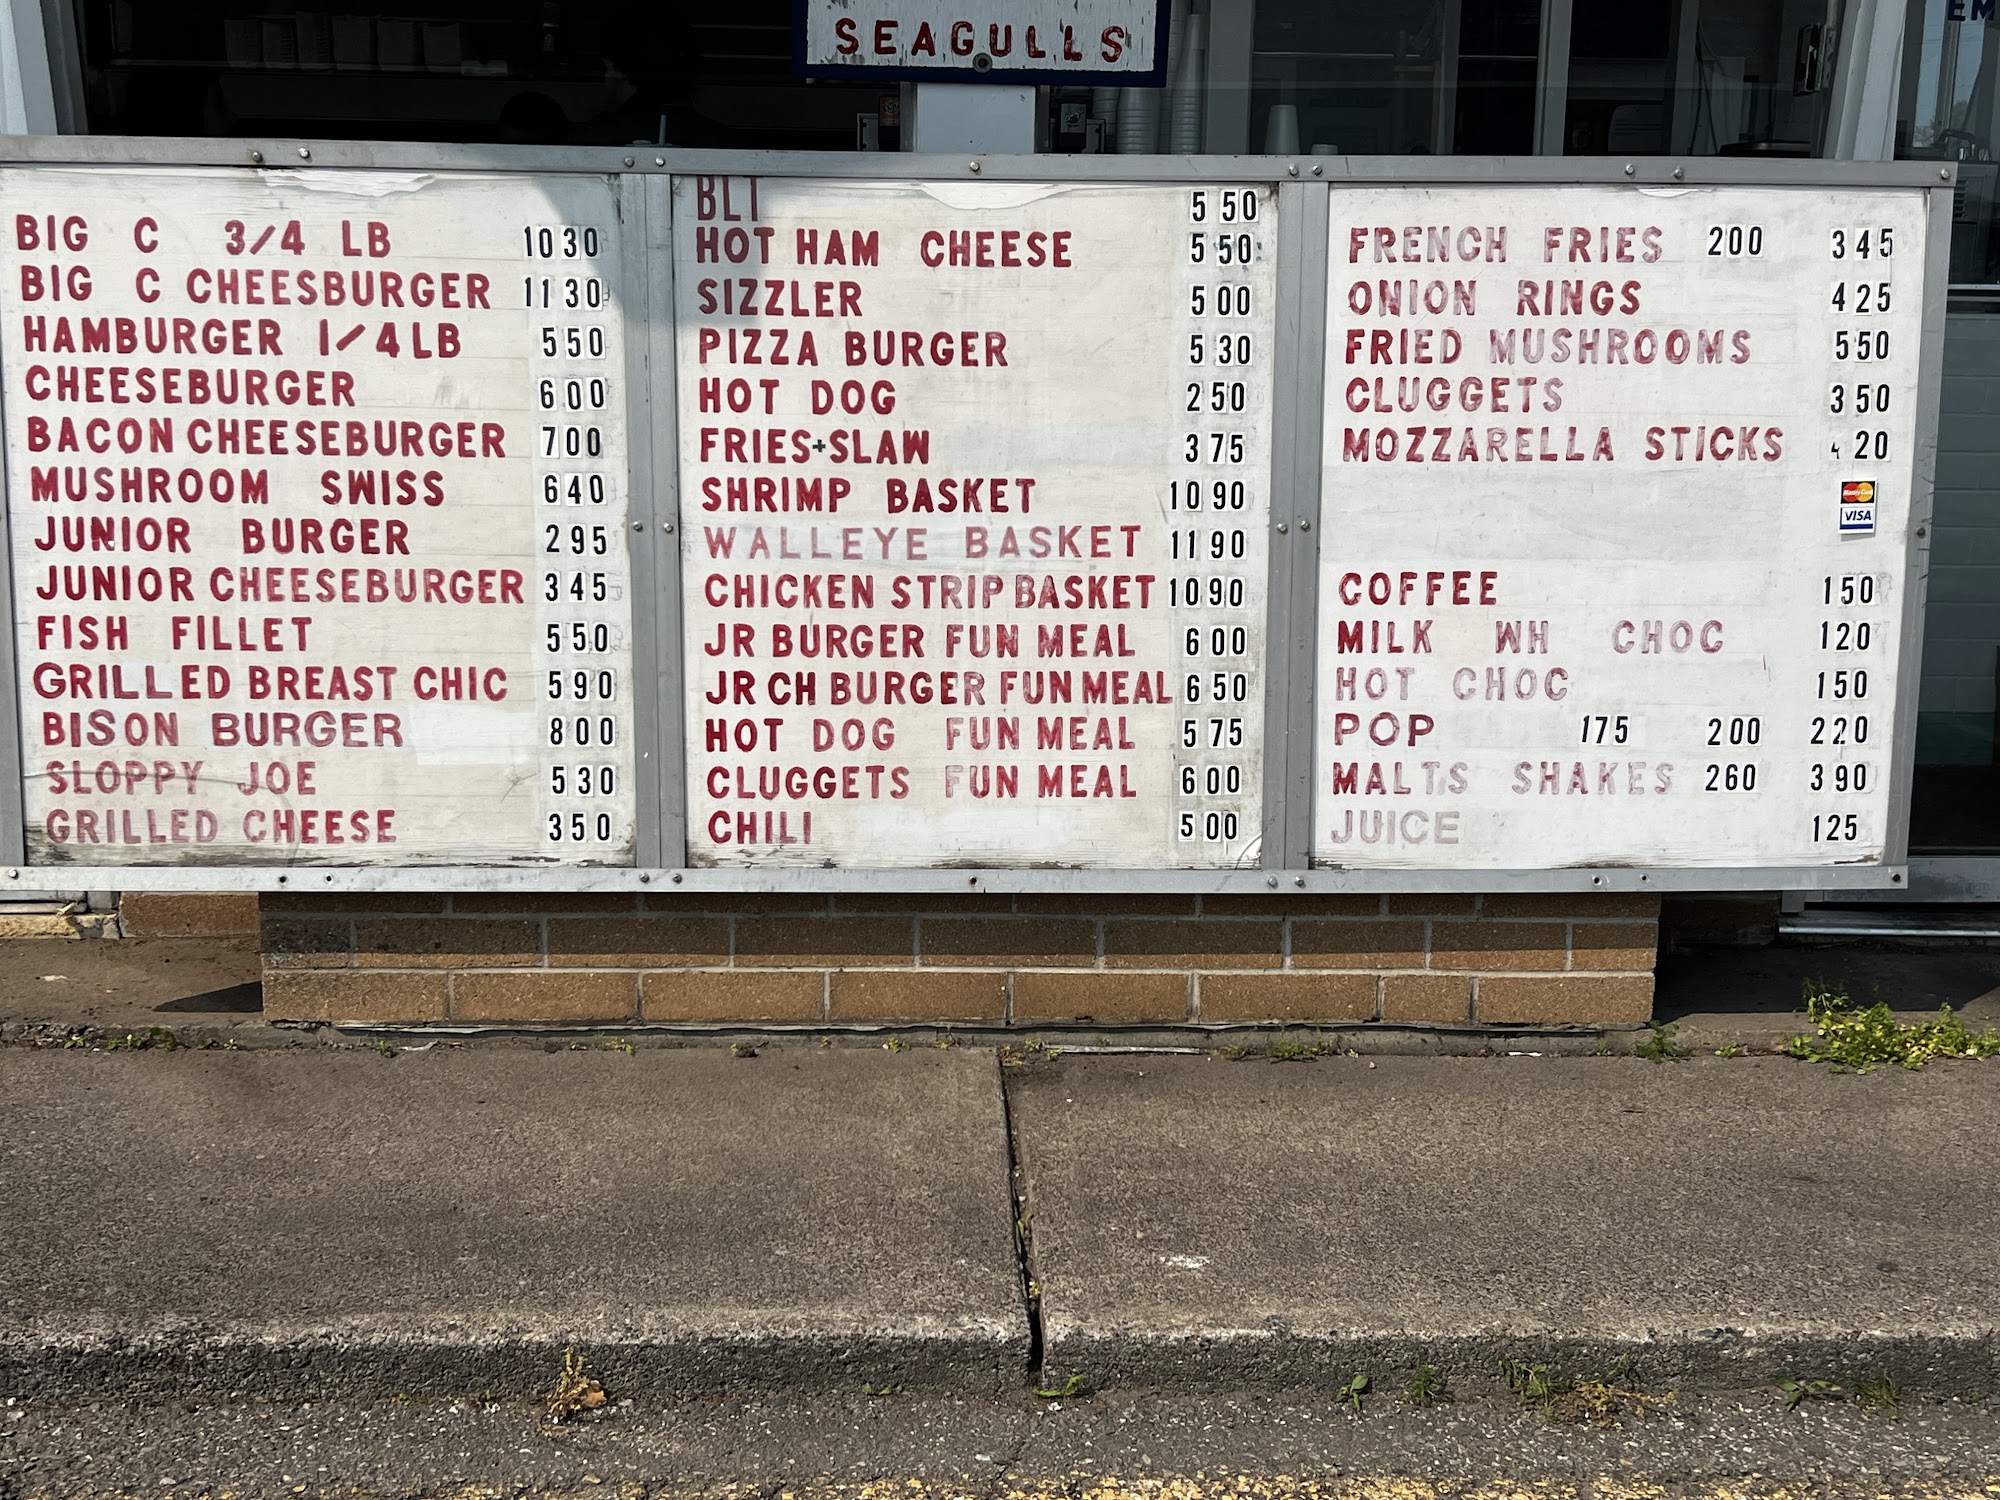 SEAGULLS
EM
BIG C 3/4 LB 1030
BIG C CHEESBURGER 1130
HAMBURGER 1/4 LB 550
CHEESEBURGER 600
BACON CHEESEBURGER 700
MUSHROOM SWISS 640
JUNIOR BURGER 295
JUNIOR CHEESEBURGER 345
FISH FILLET 550
GRILLED BREAST CHIC 590
BISON BURGER 800
SLOPPY JOE 530
GRILLED CHEESE 350
BLT 550
HOT HAM CHEESE 550
SIZZLER 500
PIZZA BURGER 530
HOT DOG 250
FRIES+SLAW 375
SHRIMP BASKET 1090
WALLEYE BASKET 1190
CHICKEN STRIP BASKET 1090
JR BURGER FUN MEAL 600
JR CH BURGER FUN MEAL 650
HOT DOG FUN MEAL 575
CLUGGETS FUN MEAL 600
CHILI 500
FRENCH FRIES 200 345
ONION RINGS 425
FRIED MUSHROOMS 550
CLUGGETS 350
MOZZARELLA STICKS 420
MasterCard
VISA
COFFEE 150
MILK WH CHOC 120
HOT CHOC 150
POP 175 200 220
MALTS SHAKES 260 390
JUICE 125